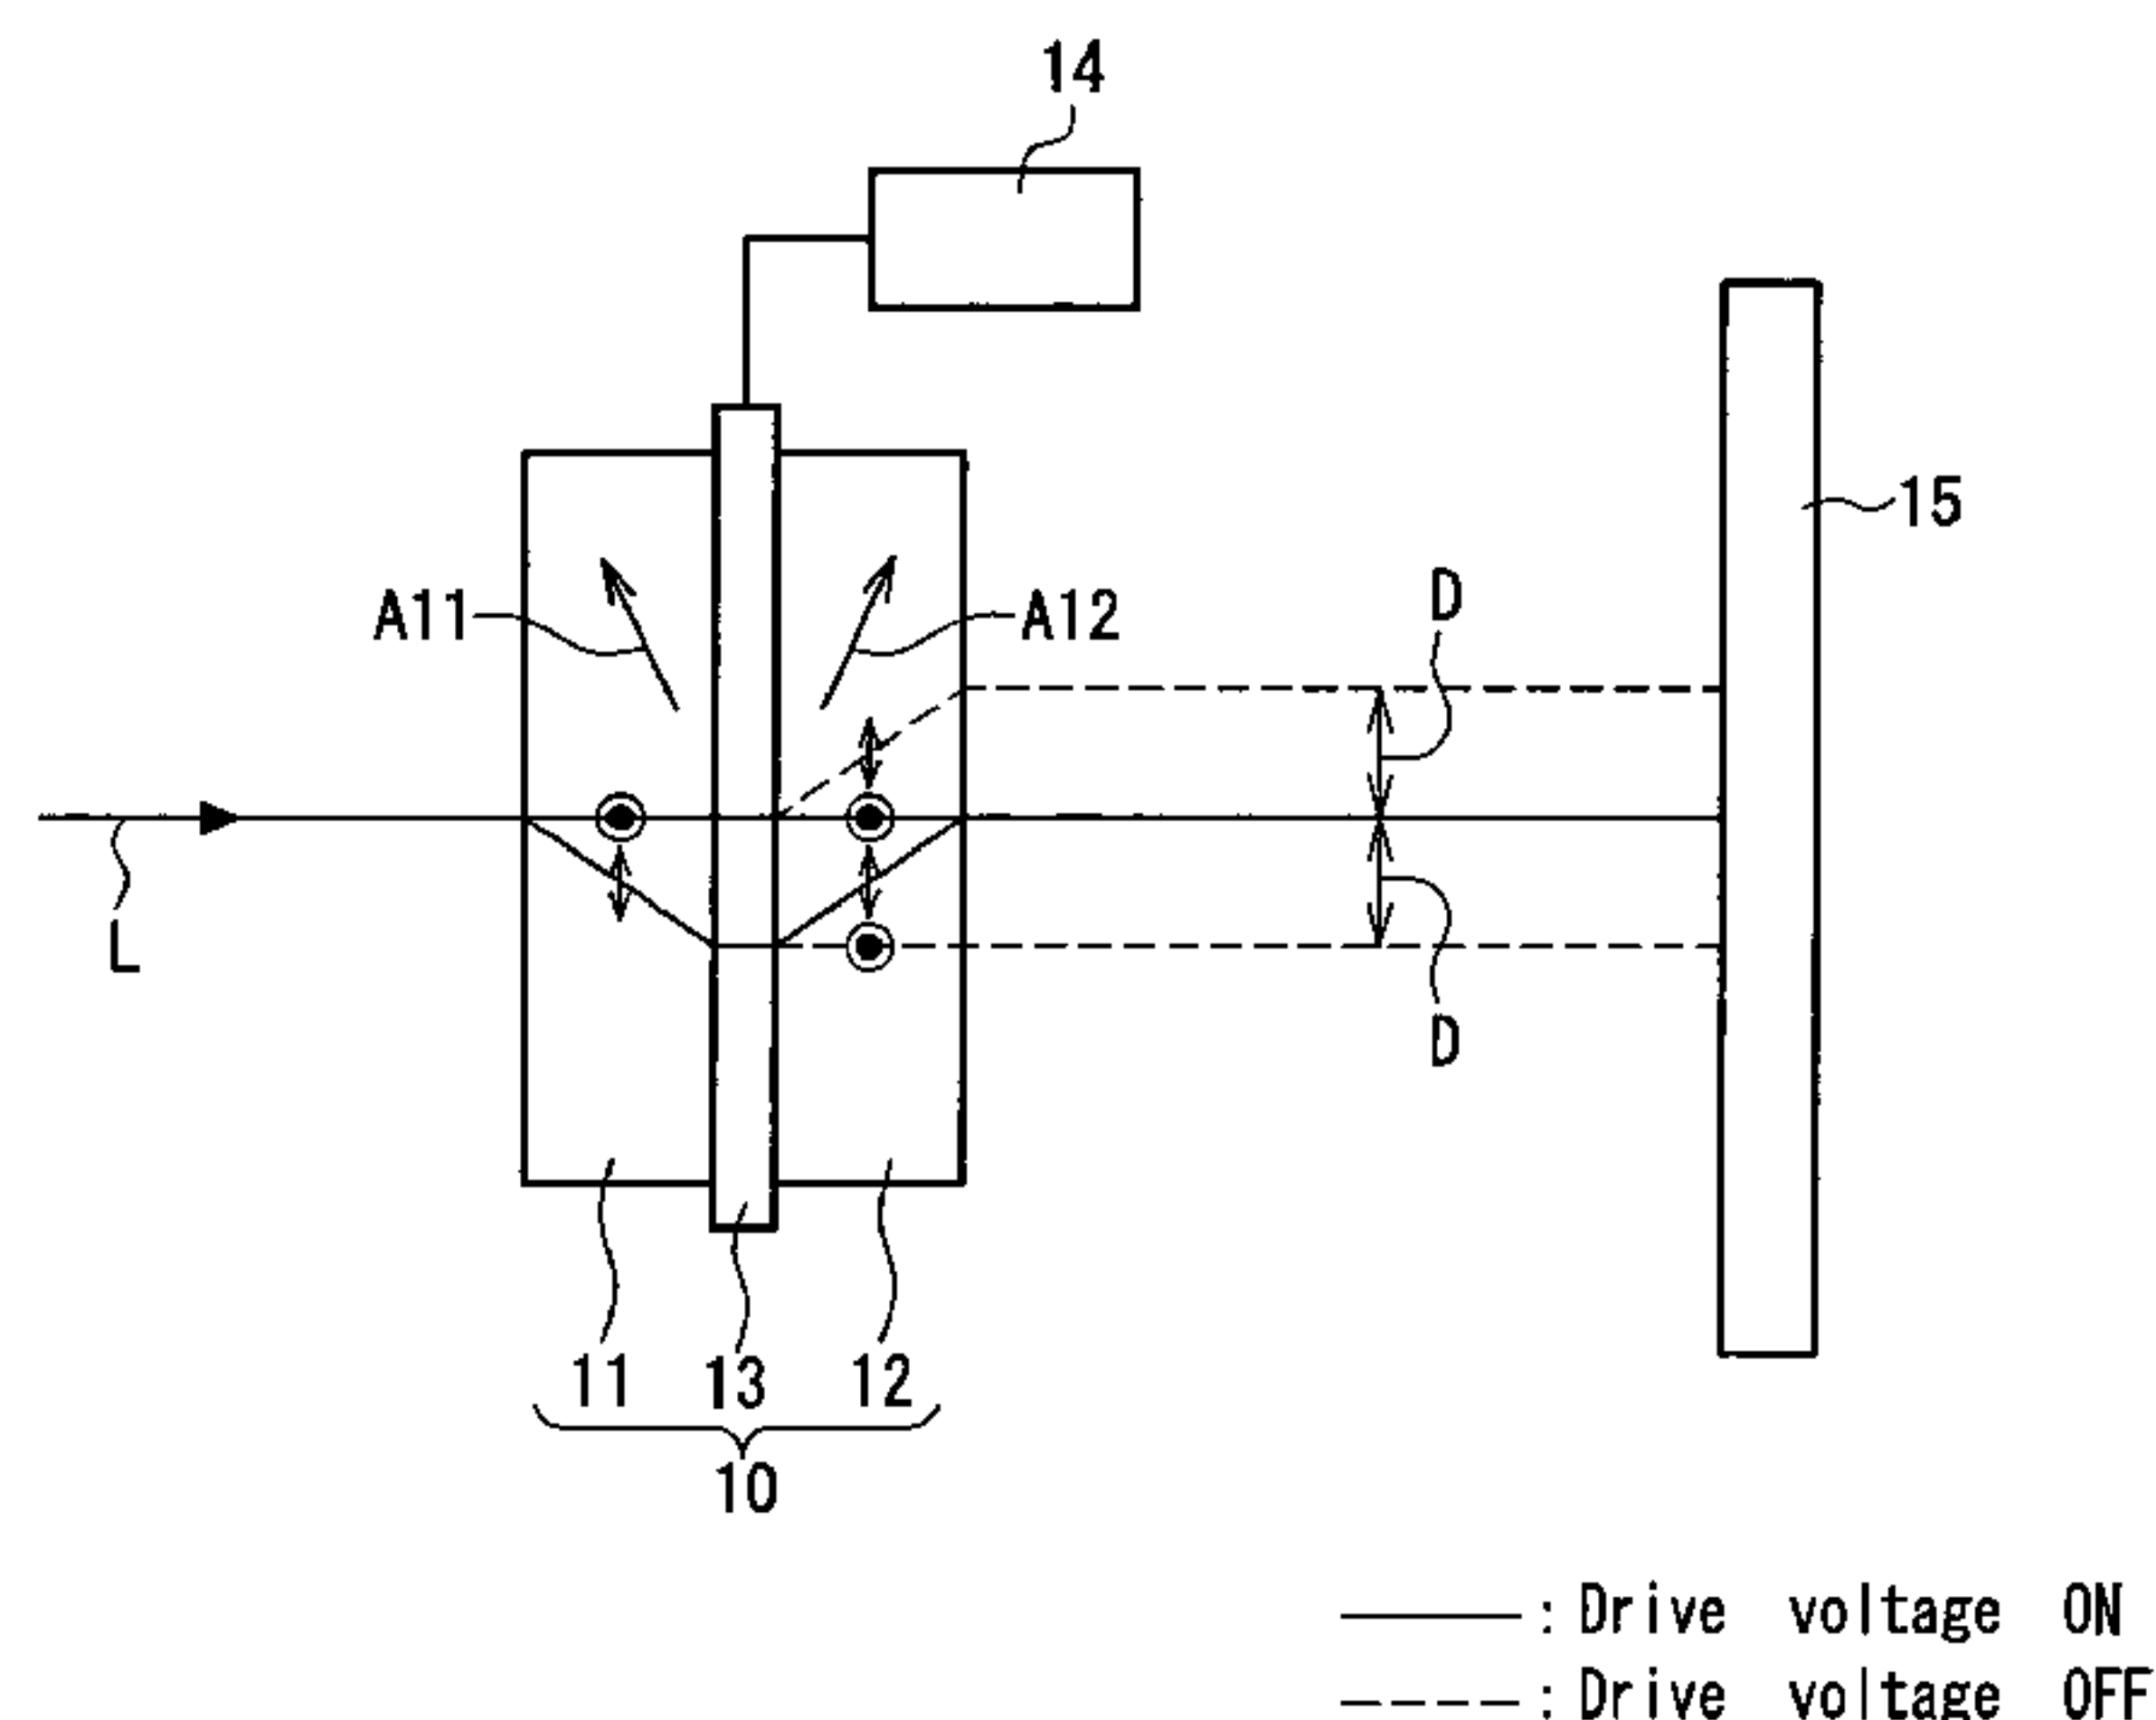 14
15
A11
A12
D
L
D
11
13
12
10
: Drive voltage ON
: Drive voltage OFF